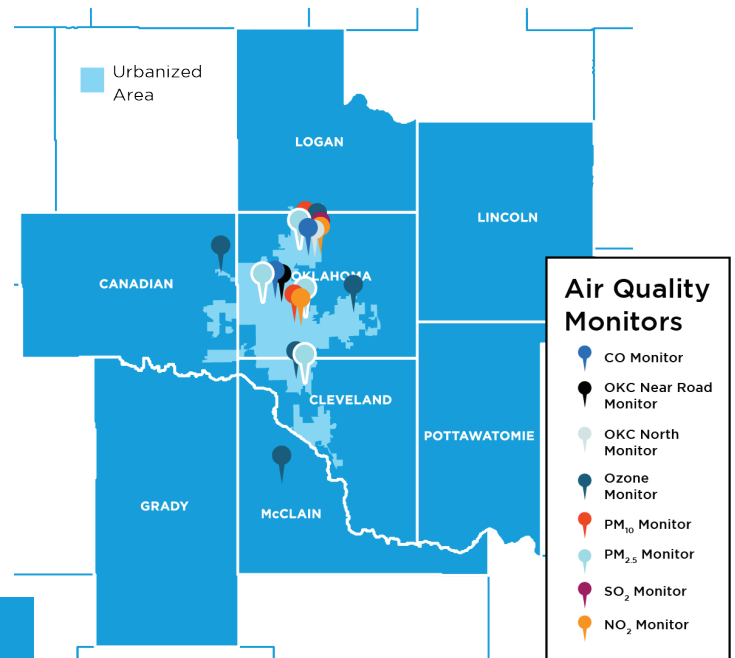 Urbanized
Area
LOGAN
LINCOLN
CANADIAN
OKLAHOMA
CLEVELAND
POTTAWATOMIE
GRADY
McCLAIN
Air Quality
Monitors
CO Monitor
OKC Near Road
Monitor
OKC North
Monitor
Ozone
Monitor
PM₁₀ Monitor
PM₂.₅ Monitor
SO₂ Monitor
NO₂ Monitor